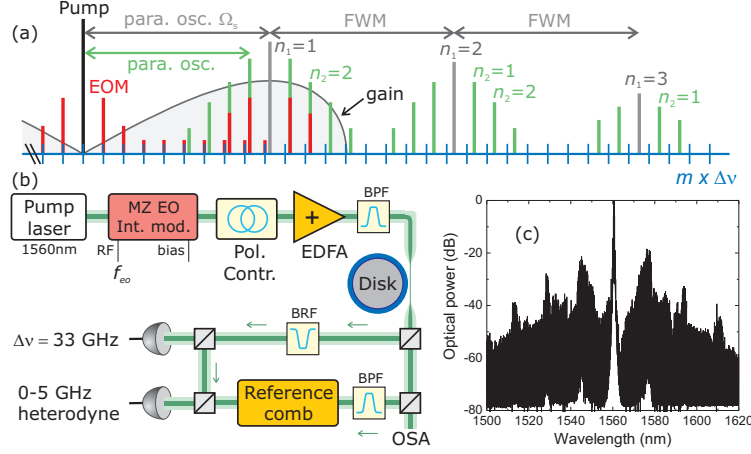 Pump
(a)
para. osc. Ωs
FWM
FWM
para. osc.
n1=1
n1=2
n1=3
EOM
n2=2
n2=1
n2=2
n2=1
gain
m x Δν
(b)
Pump laser
1560nm
MZ EO Int. mod.
RF
bias
feo
Pol. Contr.
+
EDFA
BPF
Disk
BRF
Δν = 33 GHz
0-5 GHz heterodyne
Reference comb
BPF
OSA
(c)
Optical power (dB)
0
-20
-40
-60
-80
1500 1520 1540 1560 1580 1600 1620
Wavelength (nm)